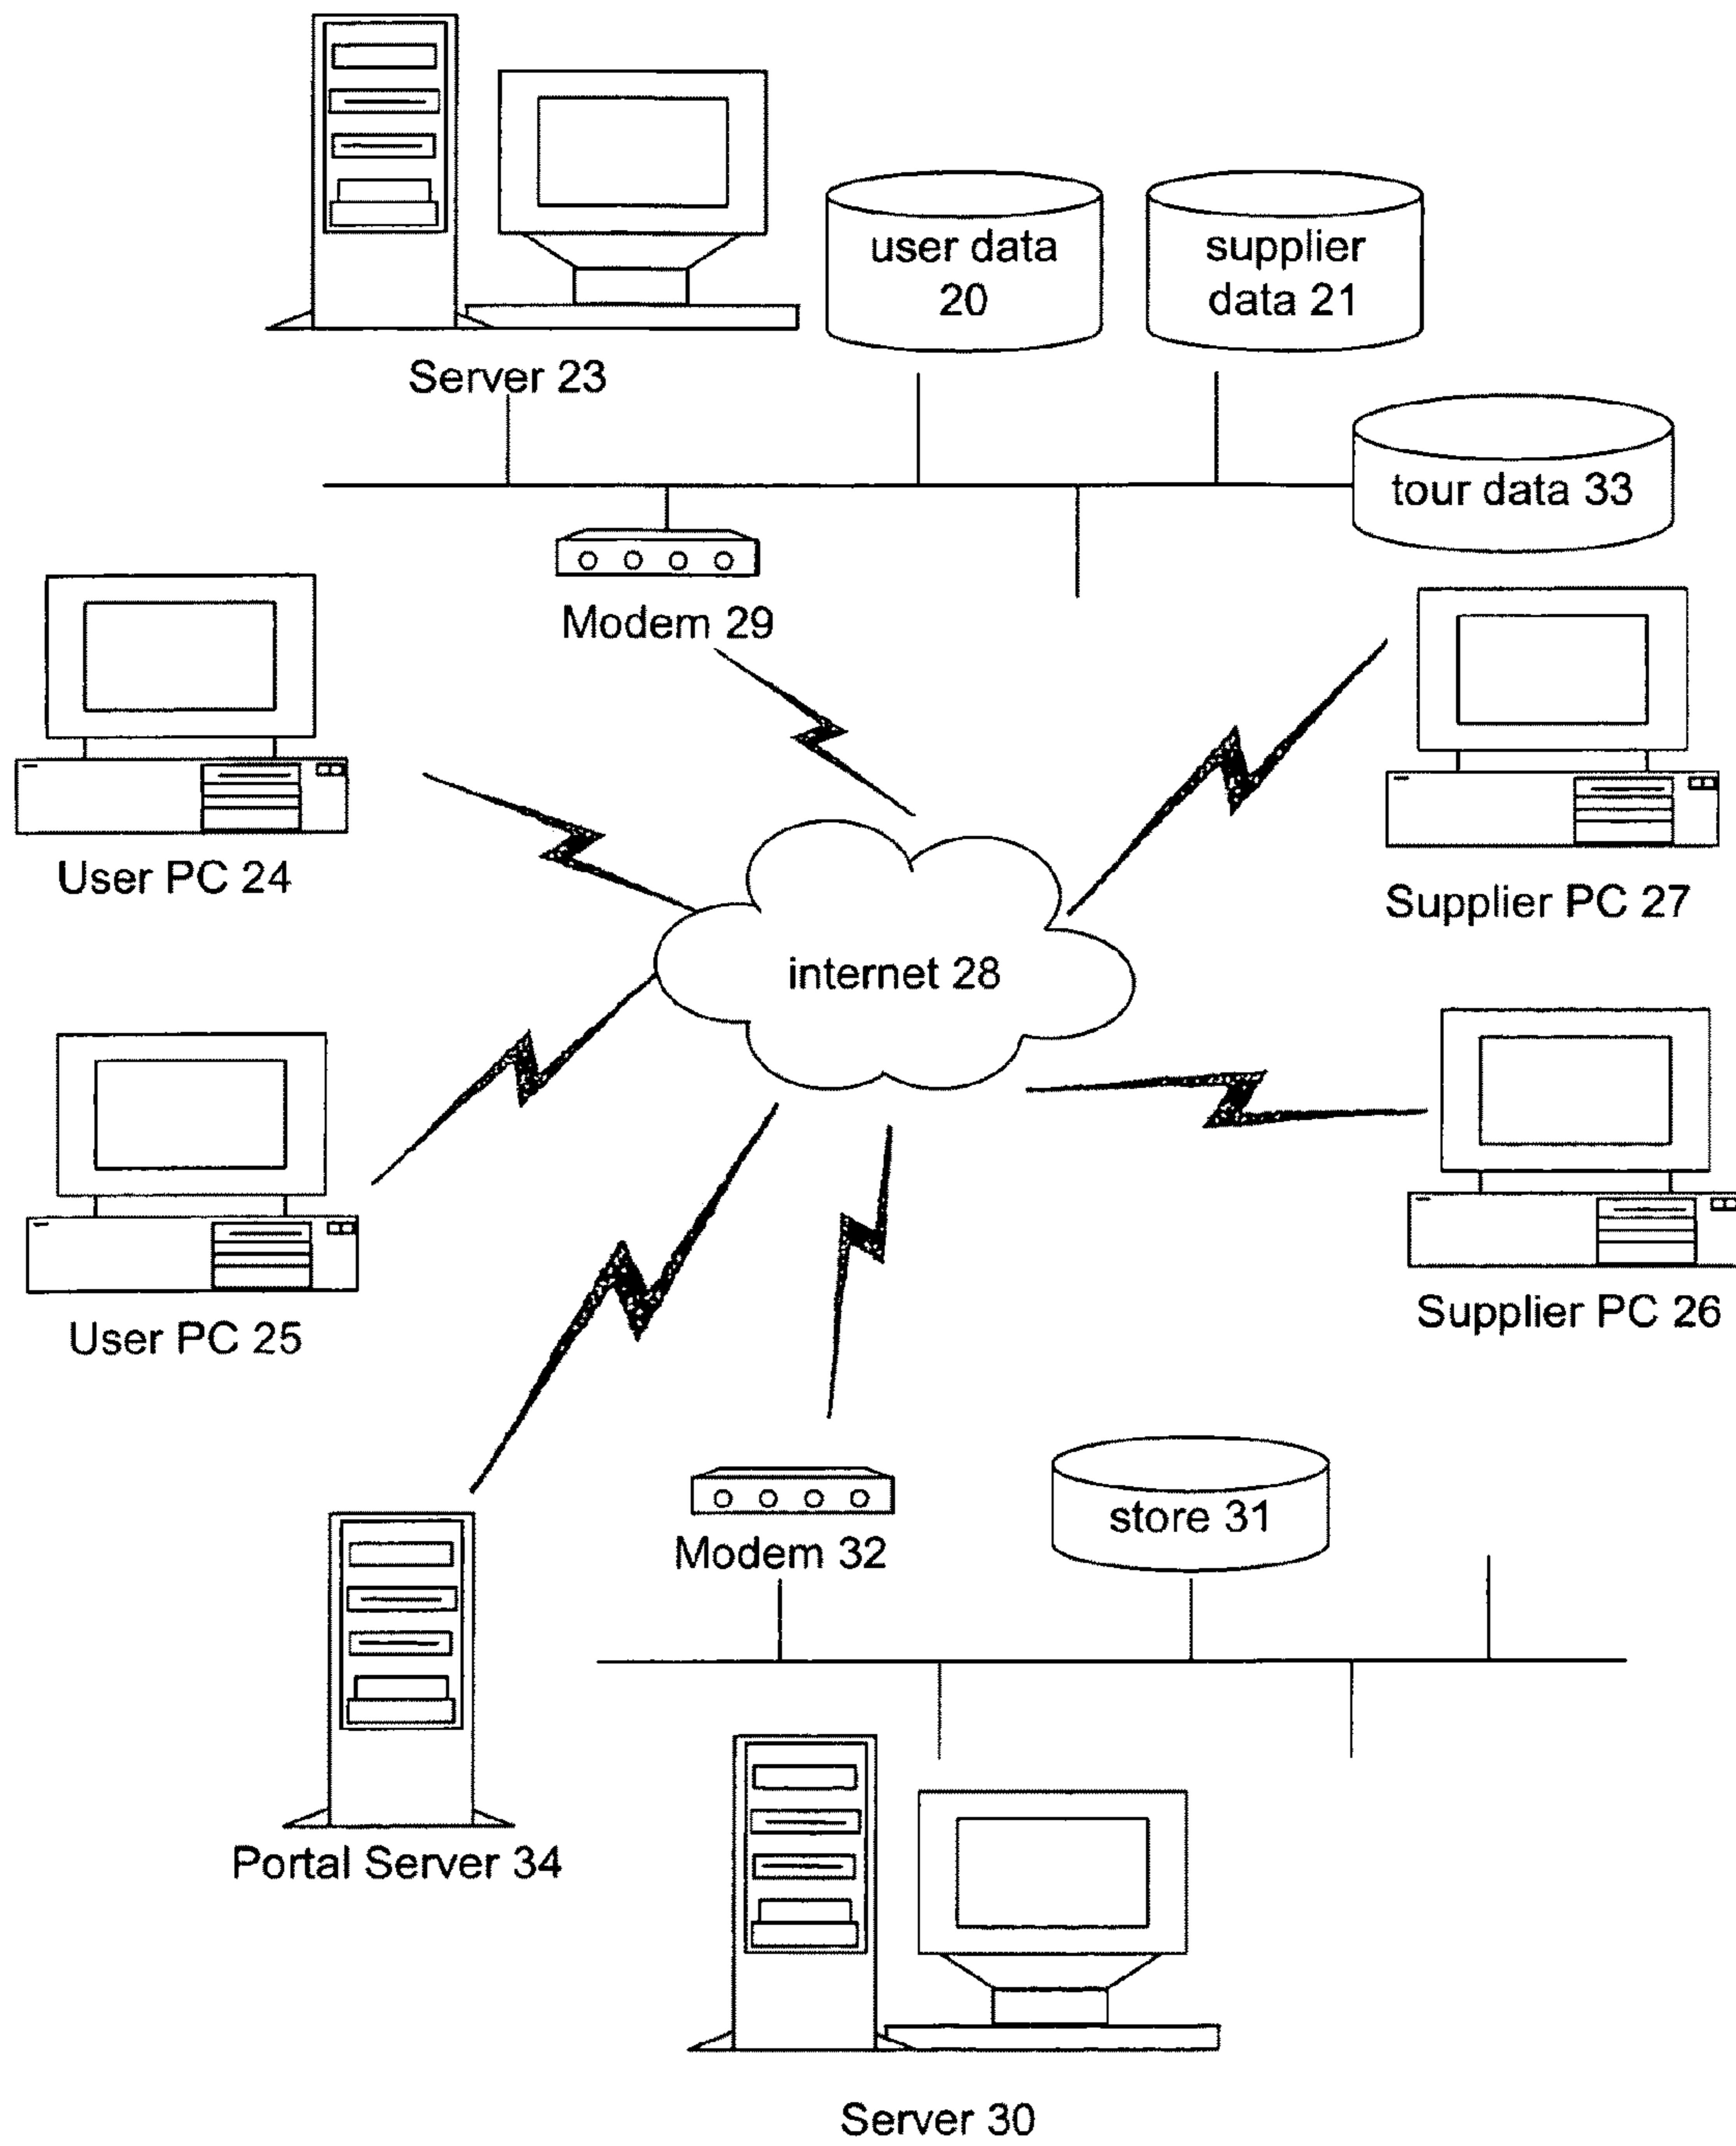 user data
20
supplier
data 21
Server 23
tour data 33
Modem 29
User PC 24
Supplier PC 27
internet 28
User PC 25
Supplier PC 26
store 31
Modem 32
Portal Server 34
Server 30